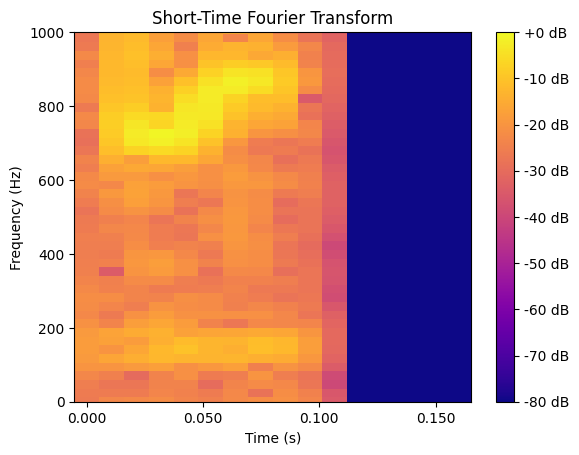 Short-Time Fourier Transform
1000
800
600
400
200
0
Frequency (Hz)
0.000
0.050
0.100
0.150
Time (s)
+0 dB
-10 dB
-20 dB
-30 dB
-40 dB
-50 dB
-60 dB
-70 dB
-80 dB